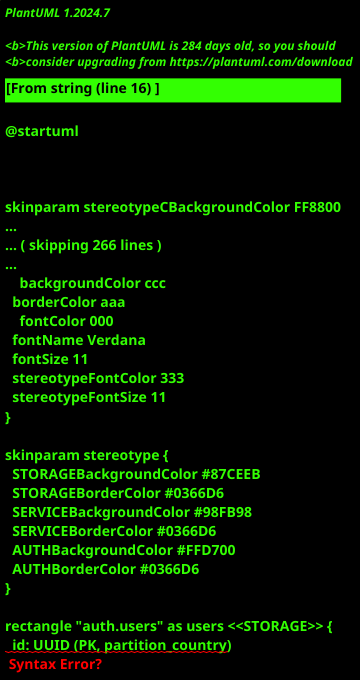 PlantUML 1.2024.7
<b>This version of PlantUML is 284 days old, so you should
<b>consider upgrading from https://plantuml.com/download
[From string (line 16) ]
@startuml
skinparam stereotypeCBackgroundColor FF8800
...
... ( skipping 266 lines )
...
backgroundColor ccc
borderColor aaa
fontColor 000
fontName Verdana
fontSize 11
stereotypeFontColor 333
stereotypeFontSize 11
}
skinparam stereotype {
STORAGEBackgroundColor #87CEEB
STORAGEBorderColor #0366D6
SERVICEBackgroundColor #98FB98
SERVICEBorderColor #0366D6
AUTHBackgroundColor #FFD700
AUTHBorderColor #0366D6
}
rectangle "auth.users" as users <<STORAGE>> {
id: UUID (PK, partition_country)
Syntax Error?